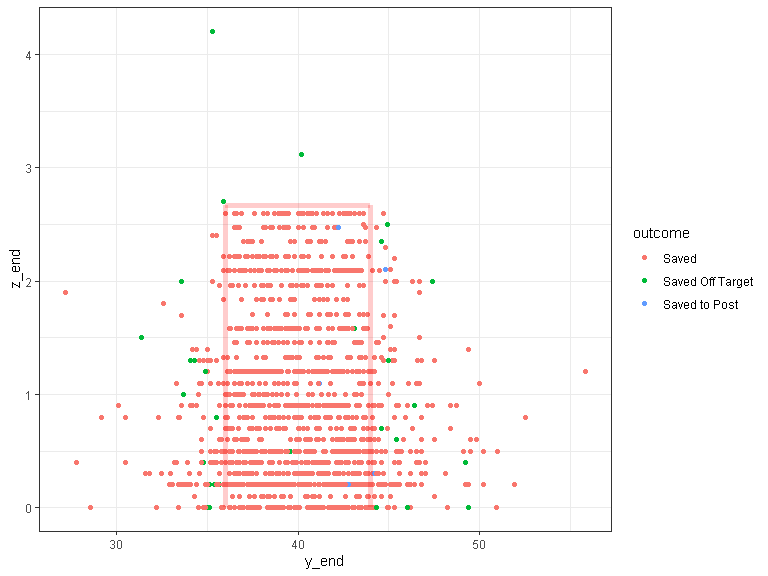 4
3
2
1
0
z_end
30
40
50
y_end
outcome
Saved
Saved Off Target
Saved to Post